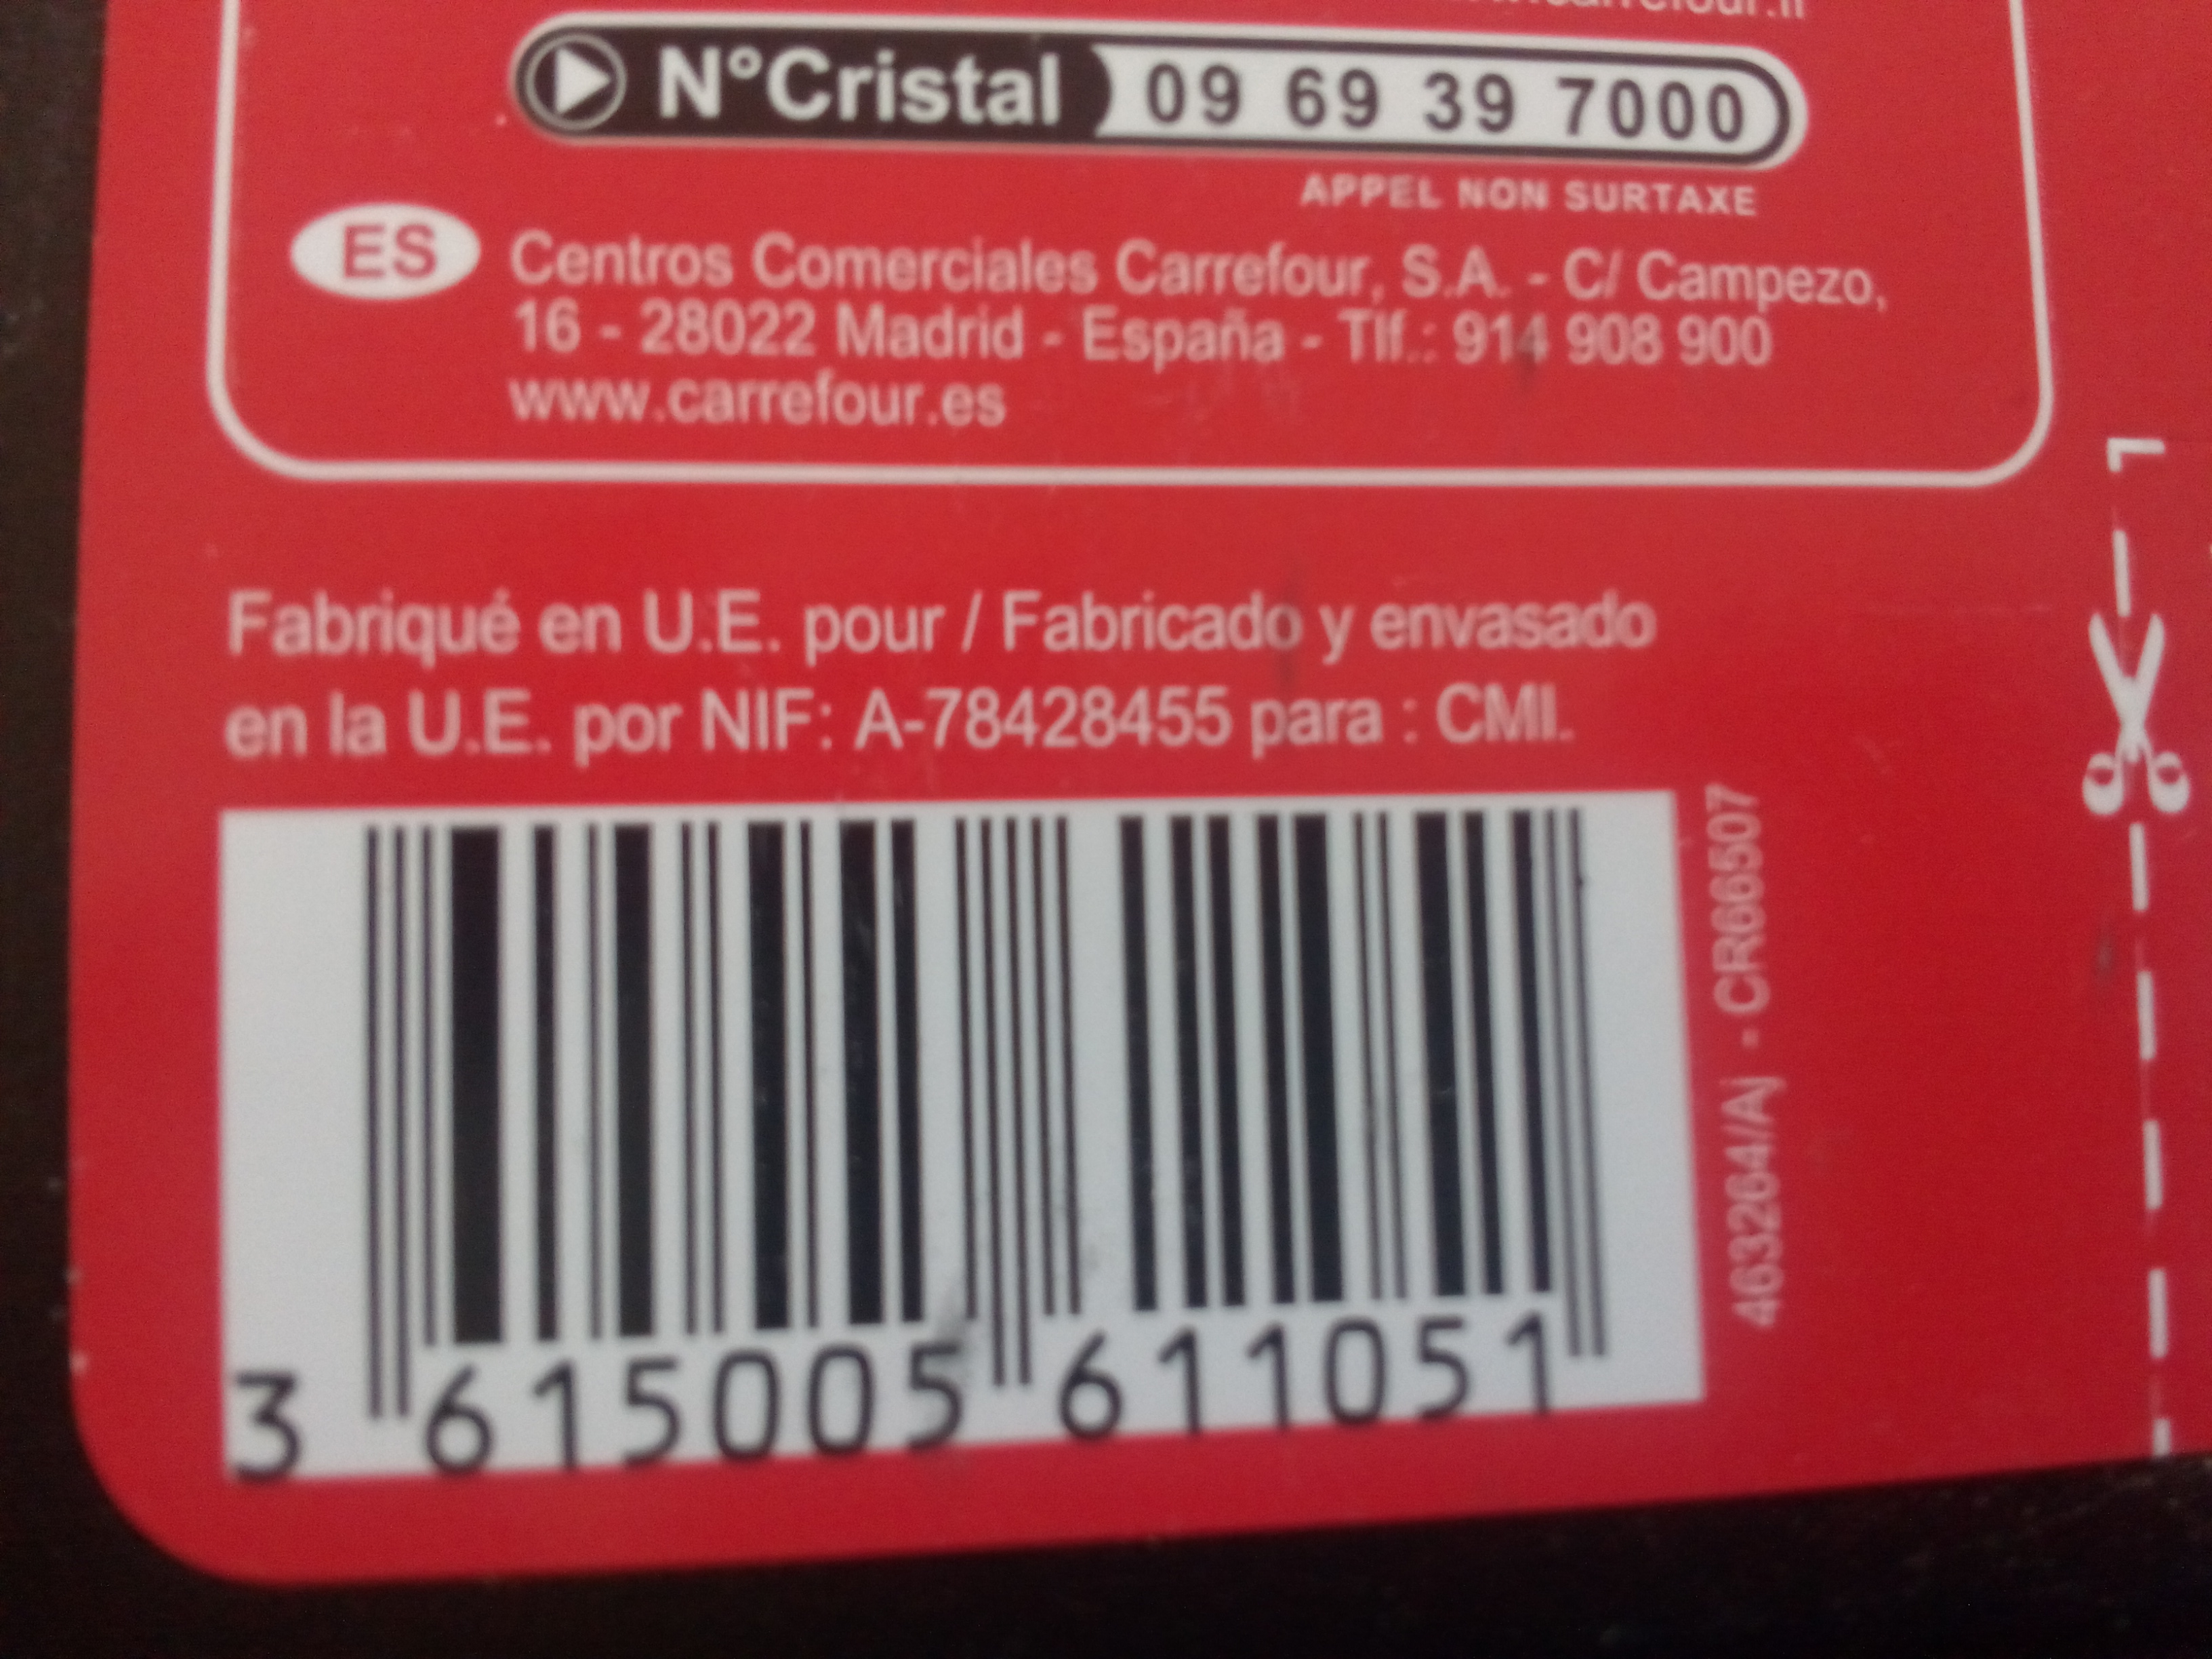 N°Cristal 09 69 39 7000
APPEL NON SURTAXE
ES Centros Comerciales Carrefour, S.A. - C/ Campezo,
16 - 28022 Madrid - España - Tlf.: 914 908 900
www.carrefour.es
Fabriqué en U.E. pour / Fabricado y envasado
en la U.E. por NIF: A-78428455 para : CMI.
3 615005 611051
463264/Aj - CR66507